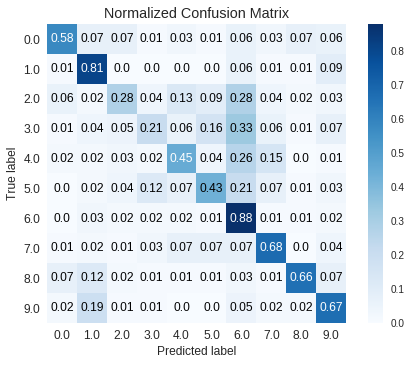 Normalized Confusion Matrix
0.0 0.58 0.07 0.07 0.01 0.03 0.01 0.06 0.03 0.07 0.06
1.0 0.01 0.81 0.0 0.0 0.0 0.0 0.06 0.01 0.01 0.09
2.0 0.06 0.02 0.28 0.04 0.13 0.09 0.28 0.04 0.02 0.03
3.0 0.01 0.04 0.05 0.21 0.06 0.16 0.33 0.06 0.01 0.07
4.0 0.02 0.02 0.03 0.02 0.45 0.04 0.26 0.15 0.0 0.01
5.0 0.0 0.02 0.04 0.12 0.07 0.43 0.21 0.07 0.01 0.03
6.0 0.0 0.03 0.02 0.02 0.02 0.01 0.88 0.01 0.01 0.02
7.0 0.01 0.02 0.01 0.03 0.07 0.07 0.07 0.68 0.0 0.04
8.0 0.07 0.12 0.02 0.01 0.01 0.01 0.03 0.01 0.66 0.07
9.0 0.02 0.19 0.01 0.01 0.0 0.0 0.05 0.02 0.02 0.67
0.0 1.0 2.0 3.0 4.0 5.0 6.0 7.0 8.0 9.0
True label
Predicted label
0.8
0.7
0.6
0.5
0.4
0.3
0.2
0.1
0.0